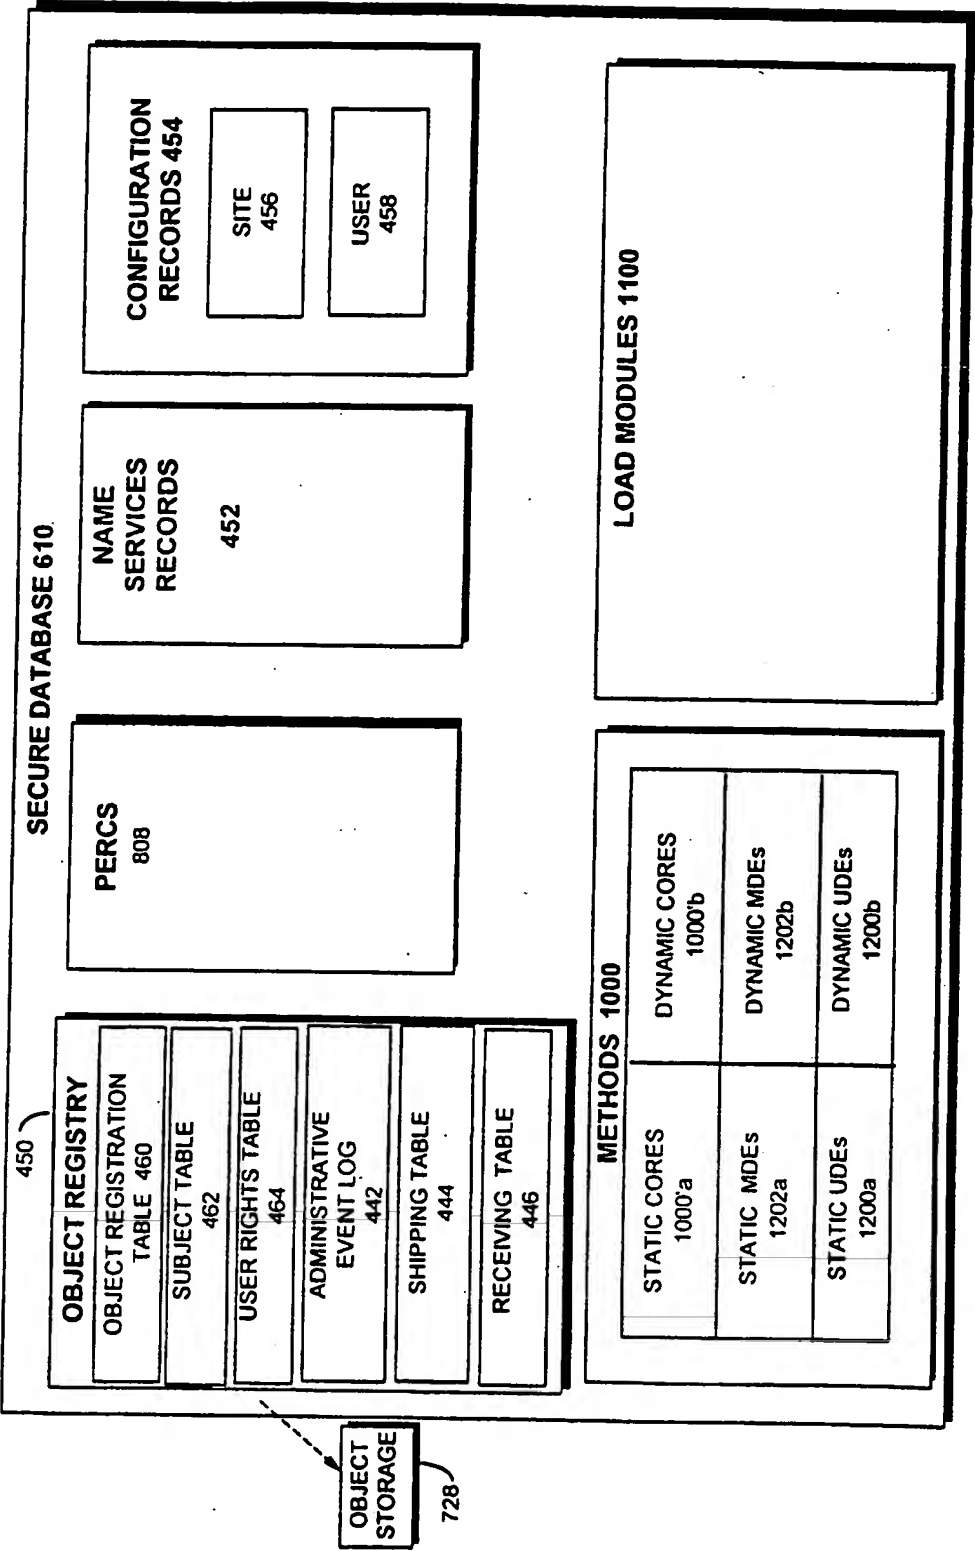 SECURE DATABASE 610
450
OBJECT REGISTRY
OBJECT REGISTRATION
TABLE 460
SUBJECT TABLE
462
USER RIGHTS TABLE
464
ADMINISTRATIVE
EVENT LOG
442
SHIPPING TABLE
444
RECEIVING TABLE
446
PERCS
808
NAME
SERVICES
RECORDS
452
CONFIGURATION
RECORDS 454
SITE
456
USER
458
OBJECT
STORAGE
728
METHODS 1000
STATIC CORES
1000'a
DYNAMIC CORES
1000'b
STATIC MDEs
1202a
DYNAMIC MDEs
1202b
STATIC UDEs
1200a
DYNAMIC UDEs
1200b
LOAD MODULES 1100